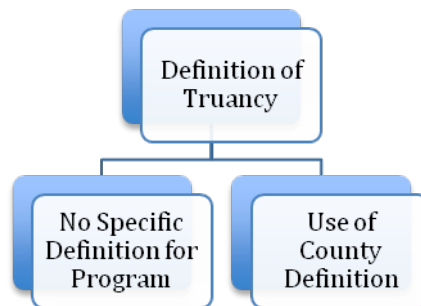 Definition of
Truancy
No Specific
Definition for
Program
Use of
County
Definition